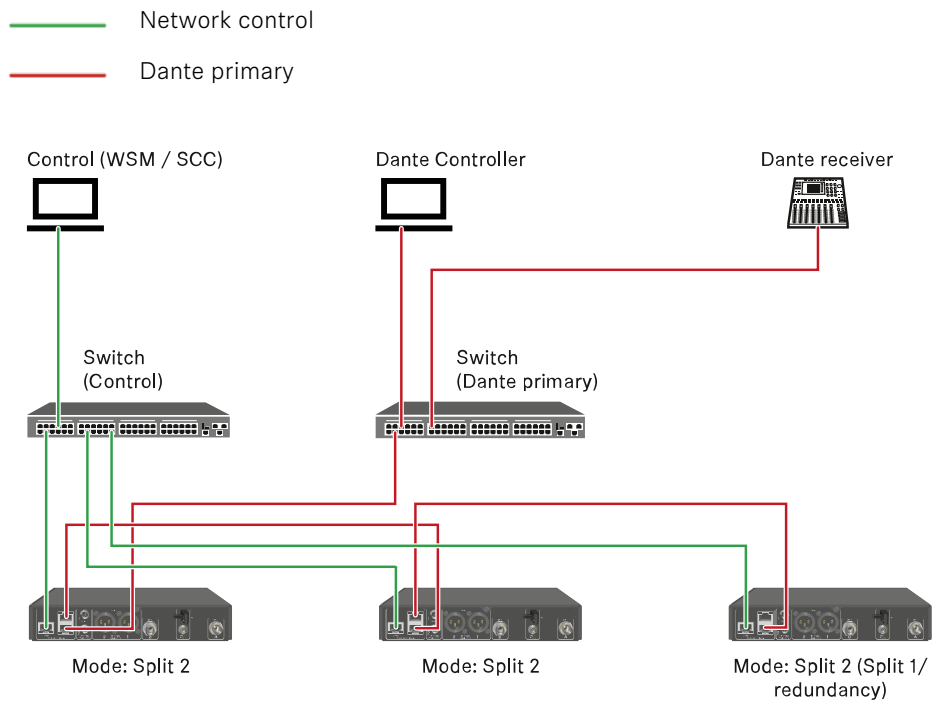 Network control
Dante primary
Control (WSM / SCC)
Dante Controller
Dante receiver
Switch
(Control)
Switch
(Dante primary)
Mode: Split 2
Mode: Split 2
Mode: Split 2 (Split 1/
redundancy)